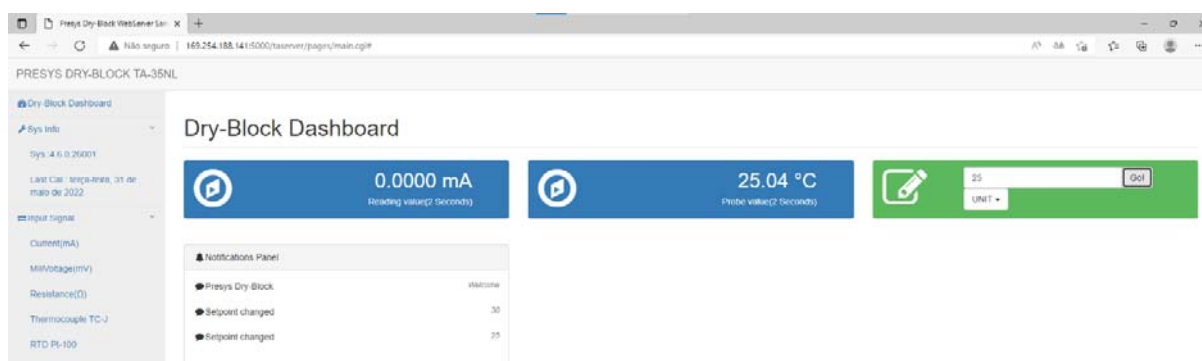 Presys Dry-Block WebServer Sam
Não seguro | 169.254.188.141:5000/taserver/pages/main.cgi#
PRESYS DRY-BLOCK TA-35NL
Dry-Block Dashboard
Sys Info
Sys.:4.6.0.26001
Last Cal.: terça-feira, 31 de
maio de 2022
Input Signal
Current(mA)
MiliVoltage(mV)
Resistance(Ω)
Thermocouple TC-J
RTD Pt-100
Dry-Block Dashboard
0.0000 mA
Reading value(2 Seconds)
25.04 °C
Probe value(2 Seconds)
25
Go!
UNIT
Notifications Panel
Presys Dry-Block Welcome
Setpoint changed 30
Setpoint changed 25